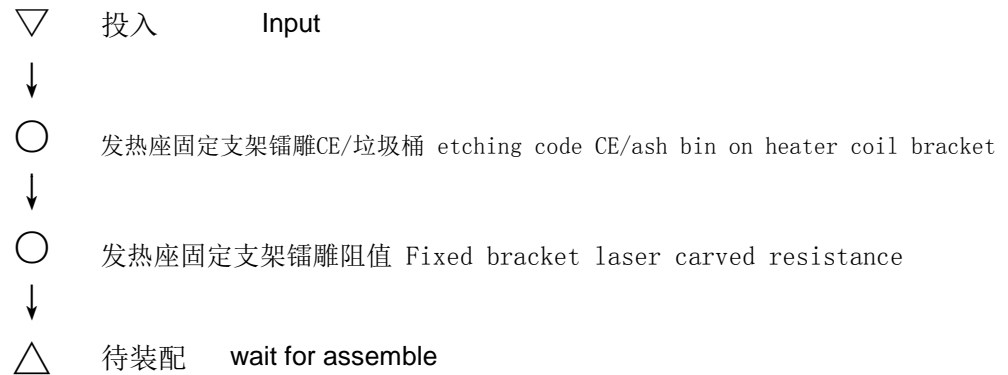 投入 Input
发热座固定支架镭雕CE/垃圾桶 etching code CE/ash bin on heater coil bracket
发热座固定支架镭雕阻值 Fixed bracket laser carved resistance
待装配 wait for assemble